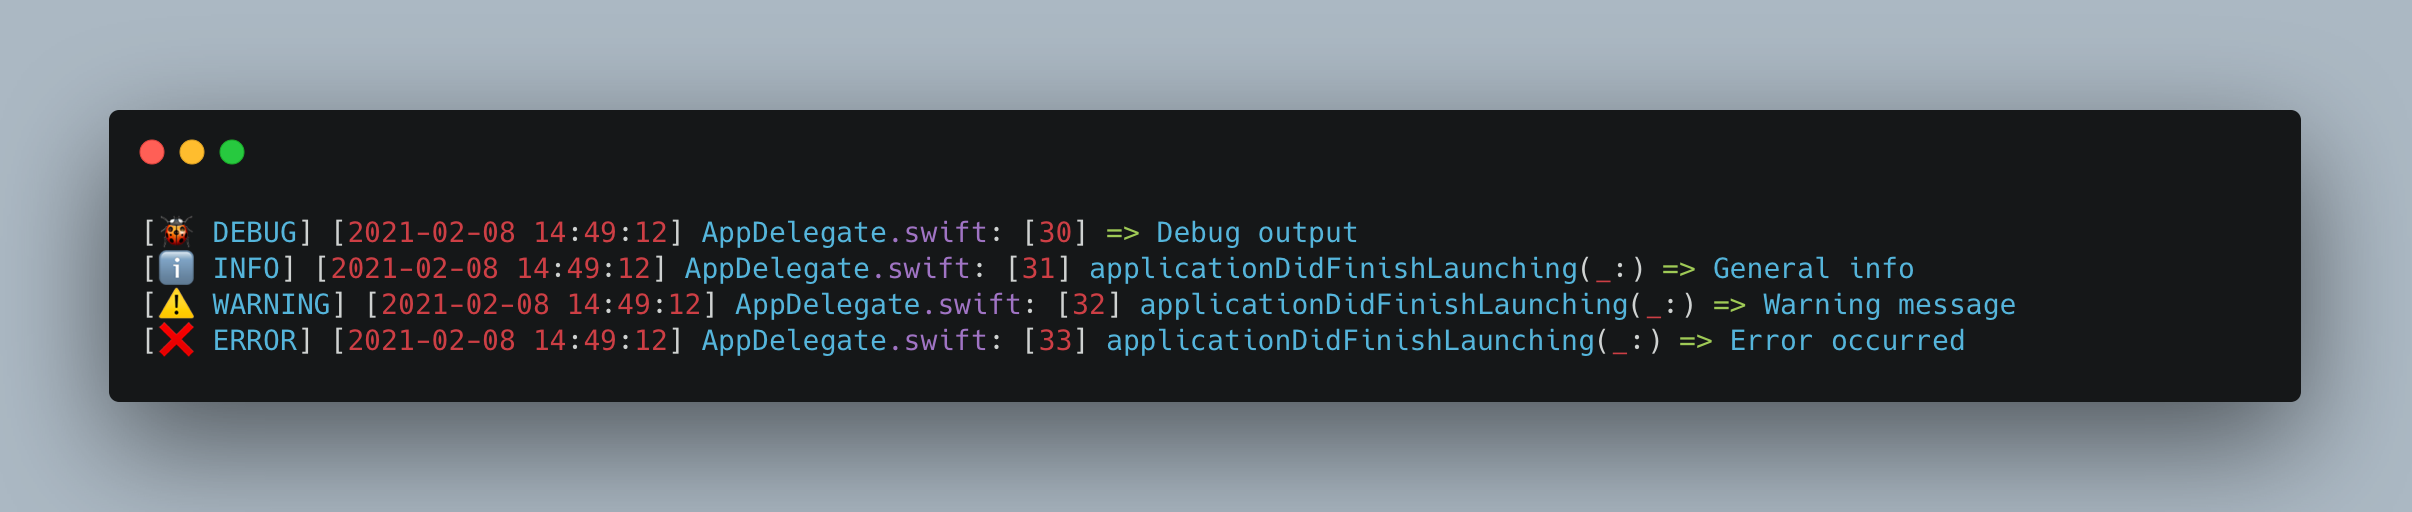 [🐞 DEBUG] [2021-02-08 14:49:12] AppDelegate.swift: [30] => Debug output
[ℹ️ INFO] [2021-02-08 14:49:12] AppDelegate.swift: [31] applicationDidFinishLaunching(_:) => General info
[⚠️ WARNING] [2021-02-08 14:49:12] AppDelegate.swift: [32] applicationDidFinishLaunching(_:) => Warning message
[❌ ERROR] [2021-02-08 14:49:12] AppDelegate.swift: [33] applicationDidFinishLaunching(_:) => Error occurred